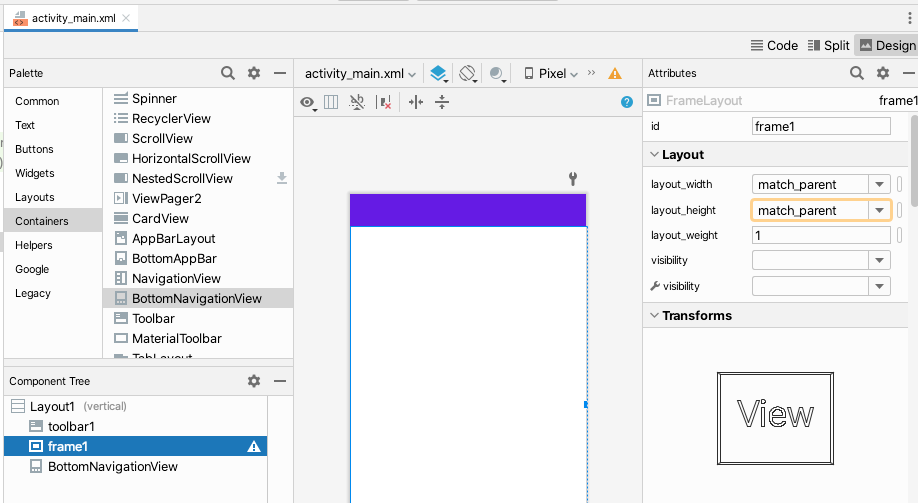 activity_main.xml
Code Split Design
Palette
activity_main.xml Pixel
Attributes
Common
Text
Buttons
Widgets
Layouts
Containers
Helpers
Google
Legacy
Spinner
RecyclerView
ScrollView
HorizontalScrollView
NestedScrollView
ViewPager2
CardView
AppBarLayout
BottomAppBar
NavigationView
BottomNavigationView
Toolbar
MaterialToolbar
TabLayout
FrameLayout frame1
id frame1
Layout
layout_width match_parent
layout_height match_parent
layout_weight 1
visibility
visibility
Transforms
View
Component Tree
Layout1 (vertical)
toolbar1
frame1
BottomNavigationView